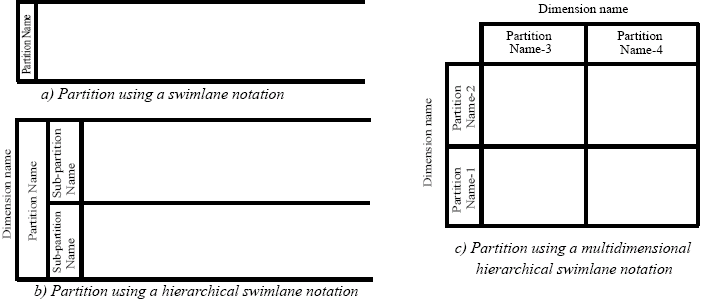 Partition Name
a) Partition using a swimlane notation
Dimension name
Partition Name
Sub-partition
Name
Sub-partition
Name
b) Partition using a hierarchical swimlane notation
Dimension name
Partition
Name-3
Partition
Name-4
Dimension name
Partition
Name-2
Partition
Name-1
c) Partition using a multidimensional
hierarchical swimlane notation